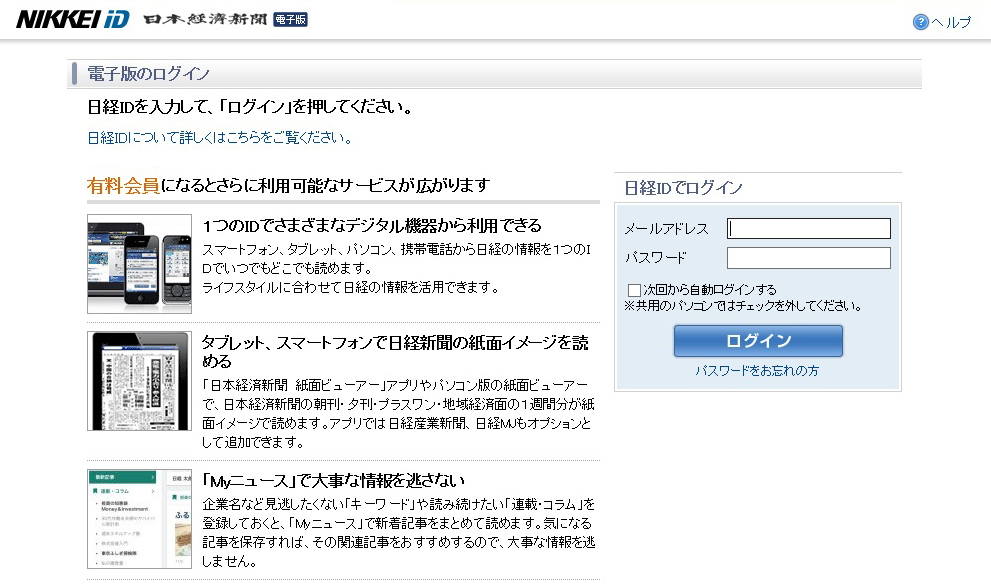 NIKKEI iD 日本経済新聞 電子版
ヘルプ
電子版のログイン
日経IDを入力して、「ログイン」を押してください。
日経IDについて詳しくはこちらをご覧ください。
有料会員になるとさらに利用可能なサービスが広がります
1つのIDでさまざまなデジタル機器から利用できる
スマートフォン、タブレット、パソコン、携帯電話から日経の情報を1つのI
Dでいつでもどこでも読めます。
ライフスタイルに合わせて日経の情報を活用できます。
タブレット、スマートフォンで日経新聞の紙面イメージを読
める
「日本経済新聞 紙面ビューアー」アプリやパソコン版の紙面ビューアー
で、日本経済新聞の朝刊・夕刊・プラスワン・地域経済面の1週間分が紙
面イメージで読めます。アプリでは日経産業新聞、日経MJもオプションと
して追加できます。
最新記事
連載・コラム
Money&Investment
「Myニュース」で大事な情報を逃さない
企業名など見逃したくない「キーワード」や読み続けたい「連載・コラム」を
登録しておくと、「Myニュース」で新着記事をまとめて読めます。気になる
記事を保存すれば、その関連記事をおすすめするので、大事な情報を逃
しません。
日経IDでログイン
メールアドレス
パスワード
次回から自動ログインする
※共用のパソコンではチェックを外してください。
ログイン
パスワードをお忘れの方